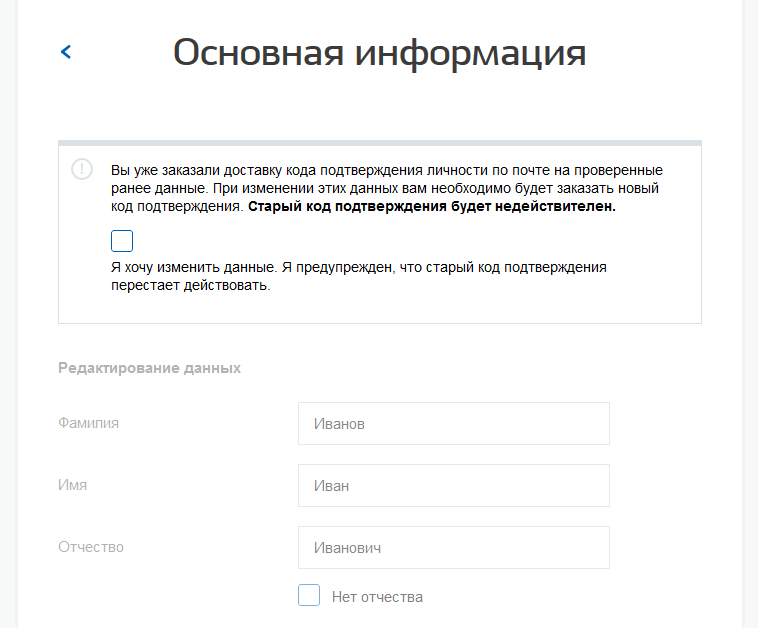 Основная информация
Вы уже заказали доставку кода подтверждения личности по почте на проверенные
ранее данные. При изменении этих данных вам необходимо будет заказать новый
код подтверждения. Старый код подтверждения будет недействителен.
Я хочу изменить данные. Я предупрежден, что старый код подтверждения
перестает действовать.
Редактирование данных
Фамилия Иванов
Имя Иван
Отчество Иванович
Нет отчества